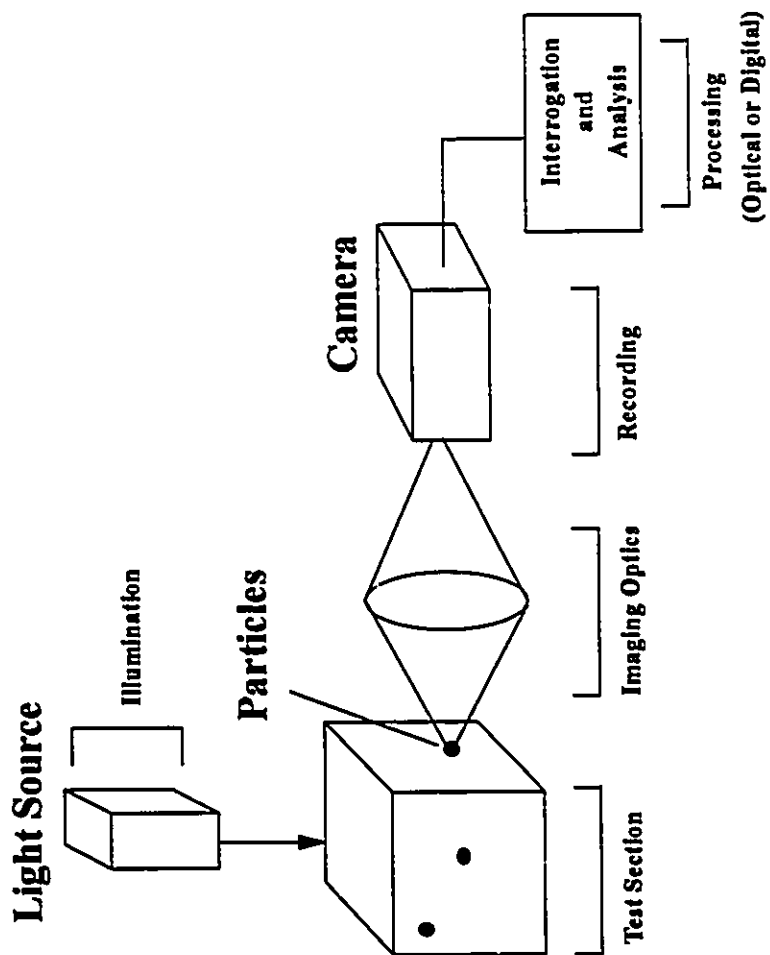 Light Source
Illumination
Particles
Camera
Interrogation
and
Analysis
Test Section
Imaging Optics
Recording
Processing
(Optical or Digital)